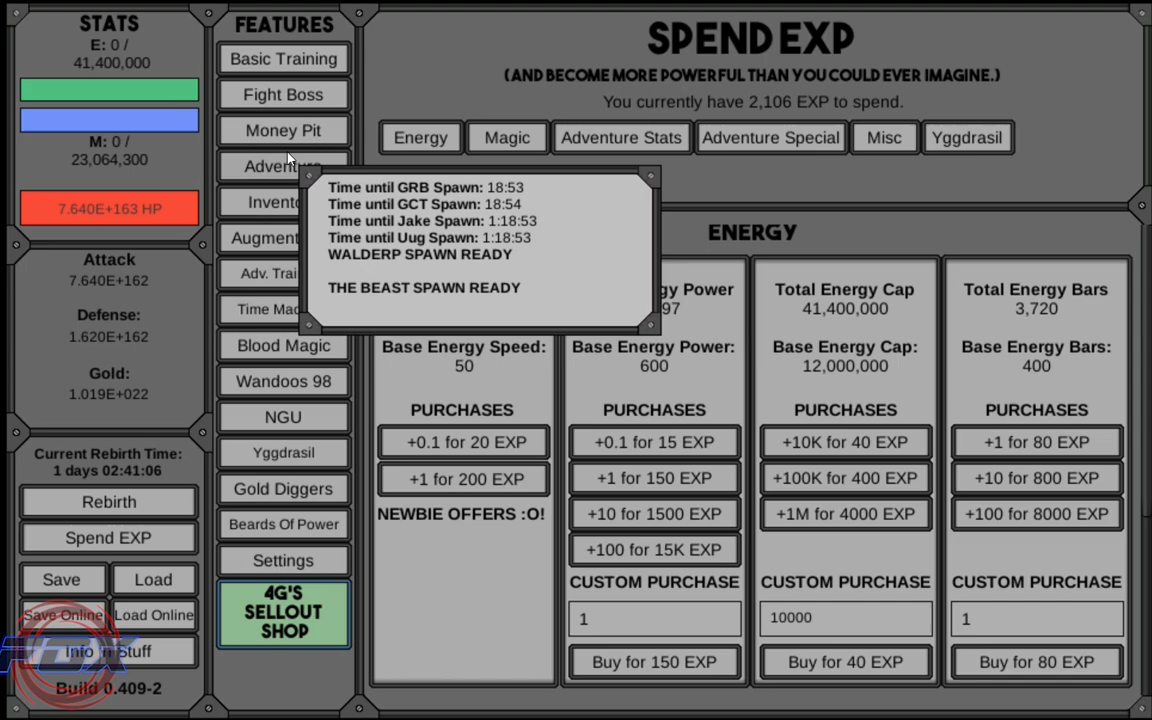 STATS
E: 0 /
41,400,000
M: 0 /
23,064,300
7.640E+163 HP
Attack
7.640E+162
Defense:
1.620E+162
Gold:
1.019E+022
Current Rebirth Time:
1 days 02:41:06
Rebirth
Spend EXP
Save
Load
Save Online
Load Online
Info 'n Stuff
Build 0.409-2
FEATURES
Basic Training
Fight Boss
Money Pit
Adventure
Invento
Augment
Adv. Trai
Time Mac
Blood Magic
Wandoos 98
NGU
Yggdrasil
Gold Diggers
Beards Of Power
Settings
4G'S
SELLOUT
SHOP
SPEND EXP
(AND BECOME MORE POWERFUL THAN YOU COULD EVER IMAGINE.)
You currently have 2,106 EXP to spend.
Energy
Magic
Adventure Stats
Adventure Special
Misc
Yggdrasil
Time until GRB Spawn: 18:53
Time until GCT Spawn: 18:54
Time until Jake Spawn: 1:18:53
Time until Uug Spawn: 1:18:53
WALDERP SPAWN READY
THE BEAST SPAWN READY
ENERGY
Base Energy Speed:
50
PURCHASES
+0.1 for 20 EXP
+1 for 200 EXP
NEWBIE OFFERS :O!
gy Power
97
Base Energy Power:
600
PURCHASES
+0.1 for 15 EXP
+1 for 150 EXP
+10 for 1500 EXP
+100 for 15K EXP
CUSTOM PURCHASE
1
Buy for 150 EXP
Total Energy Cap
41,400,000
Base Energy Cap:
12,000,000
PURCHASES
+10K for 40 EXP
+100K for 400 EXP
+1M for 4000 EXP
CUSTOM PURCHASE
10000
Buy for 40 EXP
Total Energy Bars
3,720
Base Energy Bars:
400
PURCHASES
+1 for 80 EXP
+10 for 800 EXP
+100 for 8000 EXP
CUSTOM PURCHASE
1
Buy for 80 EXP